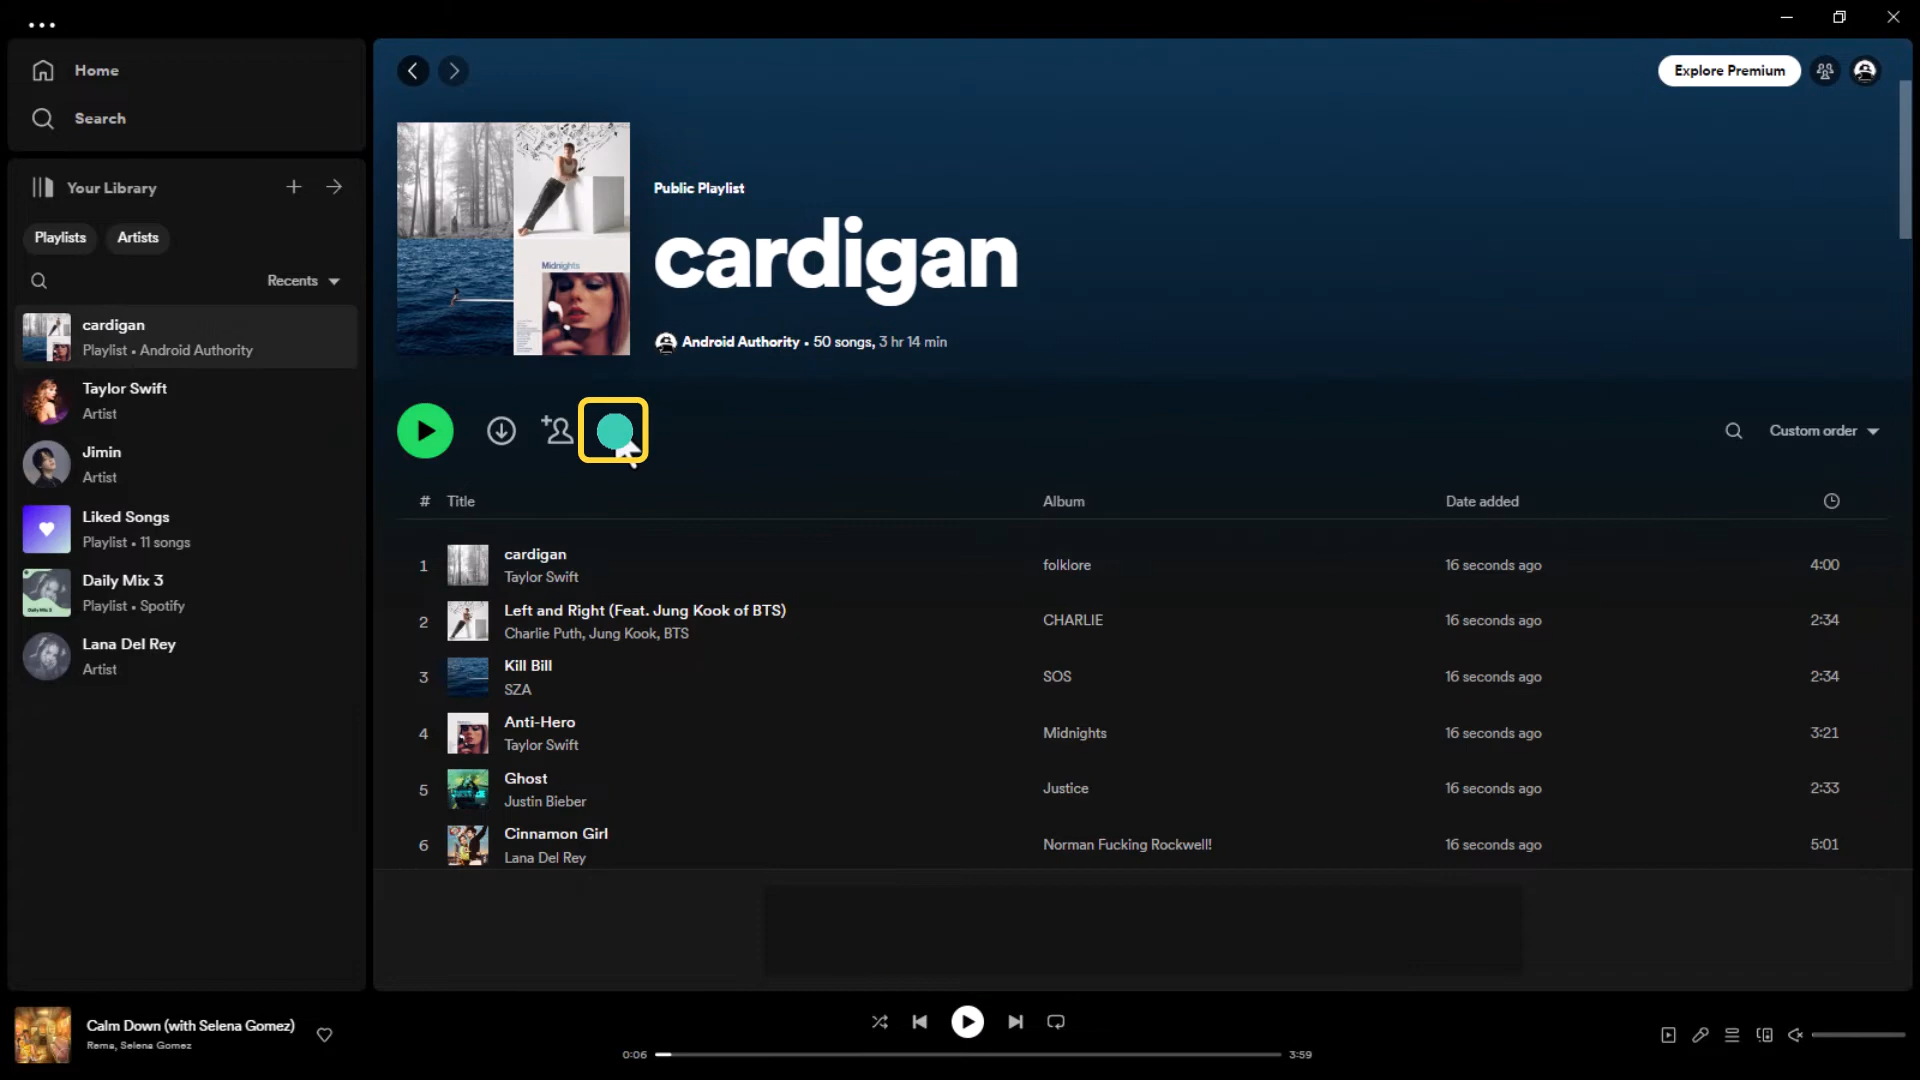 Home
Search
Your Library
Playlists
Artists
Recents
cardigan
Playlist • Android Authority
Taylor Swift
Artist
Jimin
Artist
Liked Songs
Playlist • 11 songs
Daily Mix 3
Playlist • Spotify
Lana Del Rey
Artist
Explore Premium
Midnights
Public Playlist
cardigan
Android Authority • 50 songs, 3 hr 14 min
Custom order
# Title Album Date added
1 cardigan folklore 16 seconds ago 4:00
Taylor Swift
2 Left and Right (Feat. Jung Kook of BTS) CHARLIE 16 seconds ago 2:34
Charlie Puth, Jung Kook, BTS
3 Kill Bill SOS 16 seconds ago 2:34
SZA
4 Anti-Hero Midnights 16 seconds ago 3:21
Taylor Swift
5 Ghost Justice 16 seconds ago 2:33
Justin Bieber
6 Cinnamon Girl Norman Fucking Rockwell! 16 seconds ago 5:01
Lana Del Rey
Calm Down (with Selena Gomez)
Rema, Selena Gomez
0:06
3:59